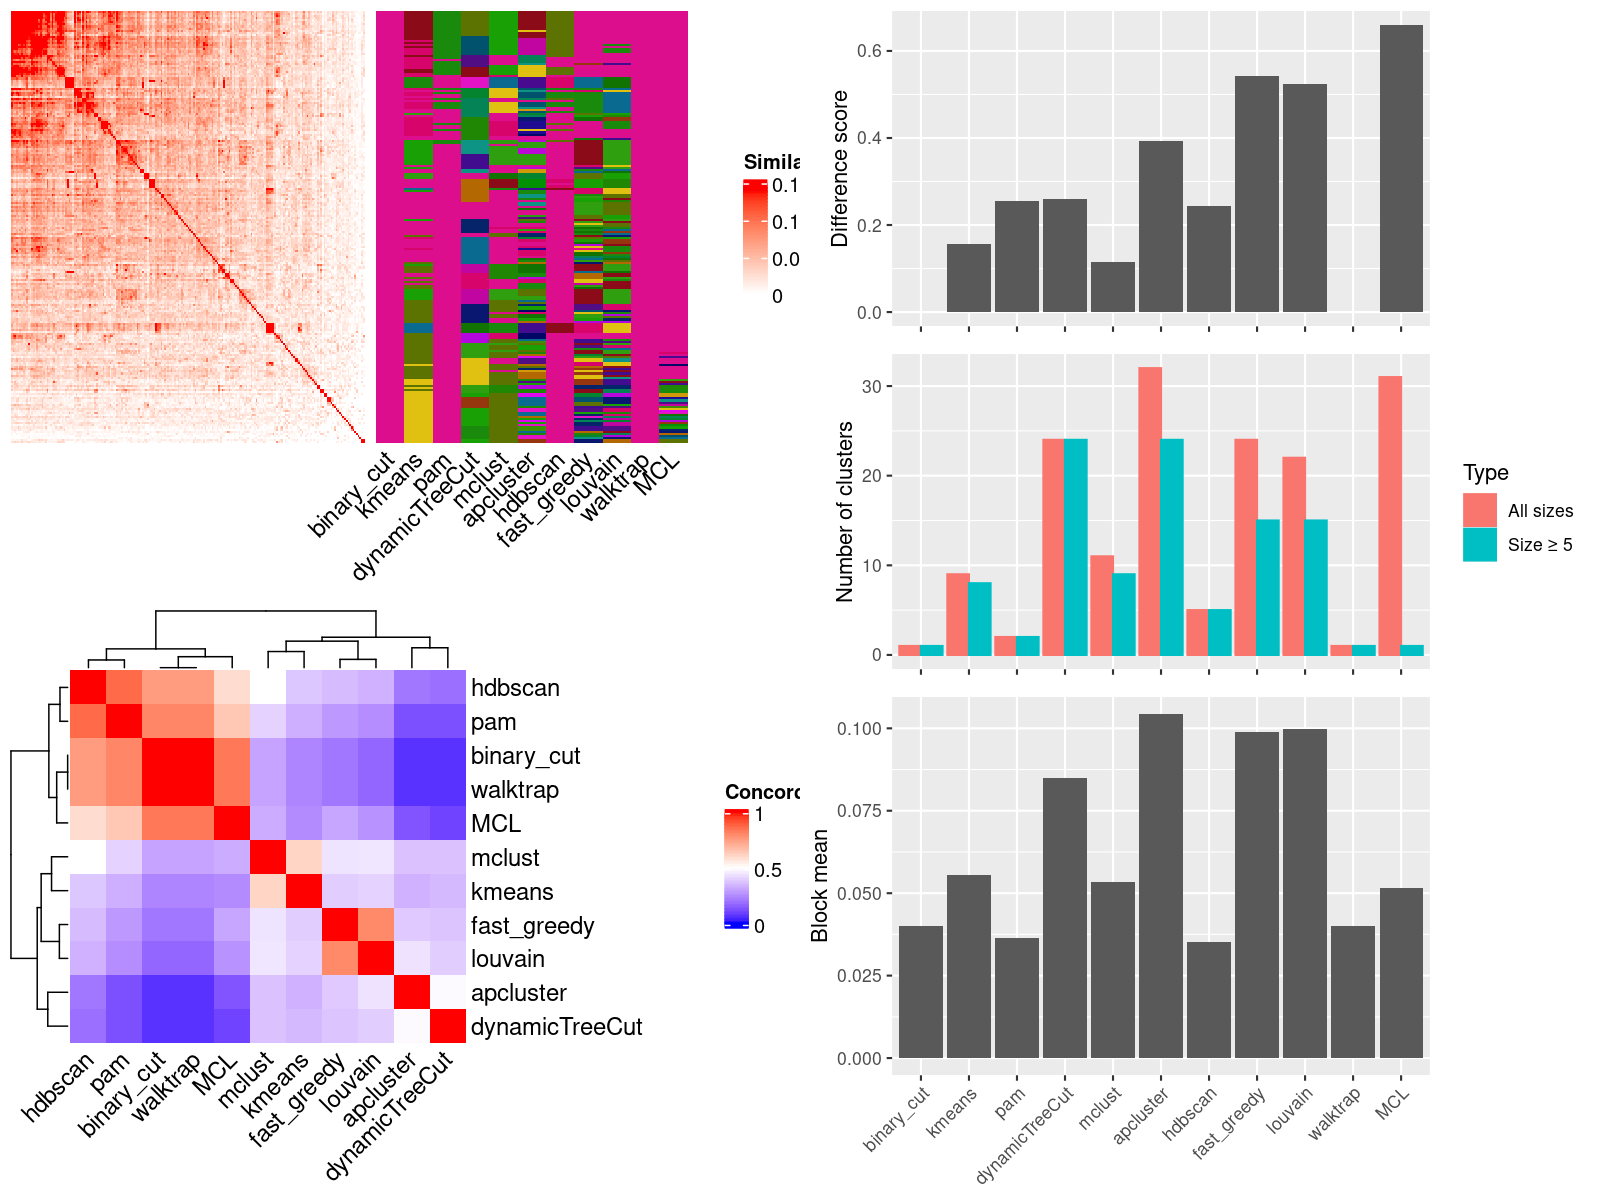 Simila
0.1
0.1
0.0
0
binary_cut
kmeans
pam
dynamicTreeCut
mclust
apcluster
hdbscan
fast_greedy
louvain
walktrap
MCL
hdbscan
pam
binary_cut
walktrap
MCL
mclust
kmeans
fast_greedy
louvain
apcluster
dynamicTreeCut
hdbscan
pam
binary_cut
walktrap
MCL
mclust
kmeans
fast_greedy
louvain
apcluster
dynamicTreeCut
Concord
1
0.5
0
Difference score
0.6
0.4
0.2
0.0
Number of clusters
30
20
10
0
Type
All sizes
Size ≥ 5
Block mean
0.100
0.075
0.050
0.025
0.000
binary_cut
kmeans
pam
dynamicTreeCut
mclust
apcluster
hdbscan
fast_greedy
louvain
walktrap
MCL